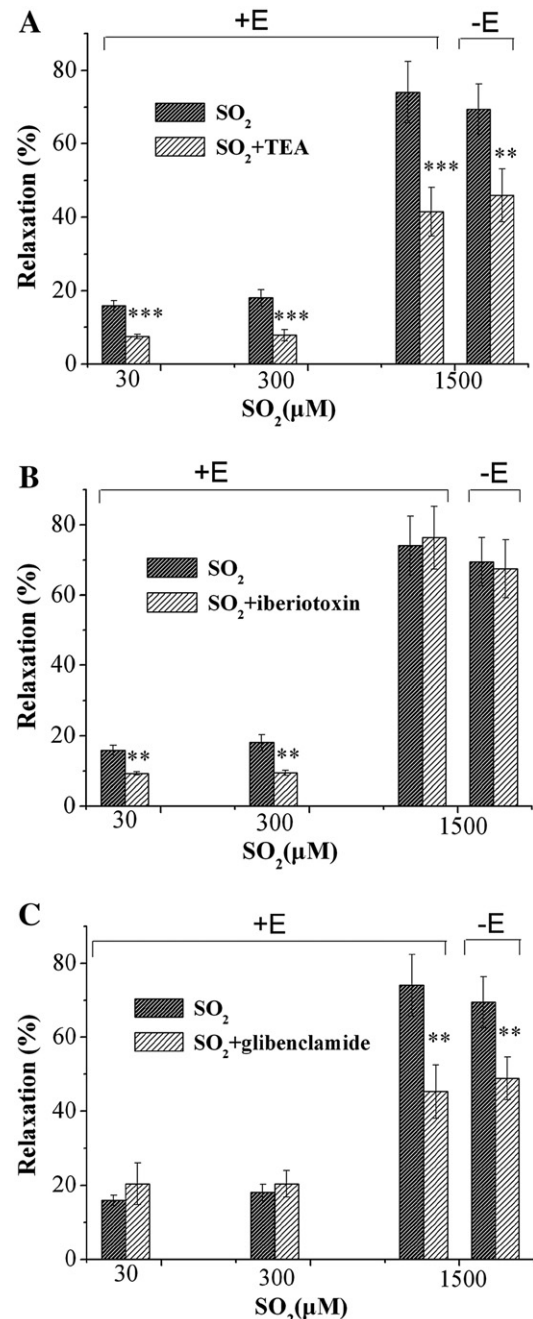 A
+E
-E
80
60
40
20
0
Relaxation (%)
SO₂
SO₂+TEA
***
***
***
**
30
300
1500
SO₂(μM)
B
+E
-E
80
60
40
20
0
Relaxation (%)
SO₂
SO₂+iberiotoxin
**
**
30
300
1500
SO₂(μM)
C
+E
-E
80
60
40
20
0
Relaxation (%)
SO₂
SO₂+glibenclamide
**
**
30
300
1500
SO₂(μM)